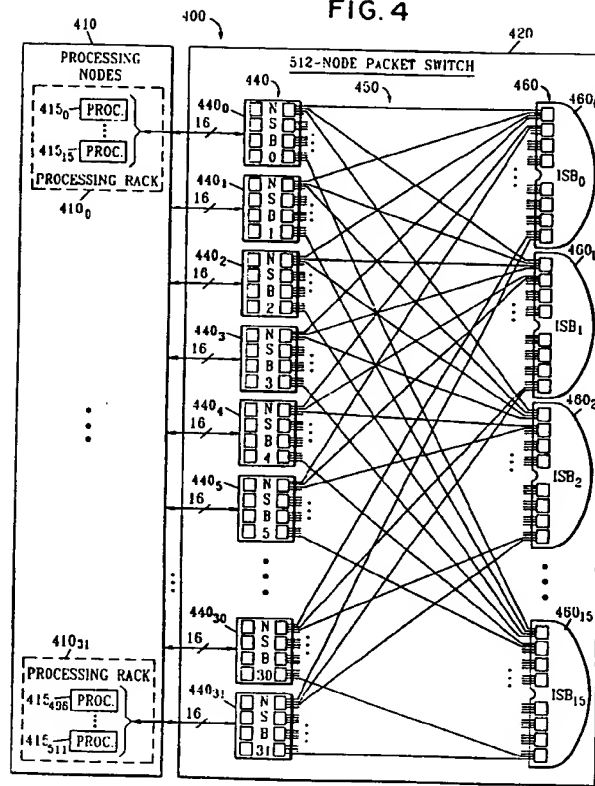 FIG. 4
400
410
420
PROCESSING
NODES
512-NODE PACKET SWITCH
440
450
460
415₀ PROC.
415₁₅ PROC.
PROCESSING RACK
410₀
16
440₀
N
S
B
0
460₀
ISB₀
16
440₁
N
S
B
1
460₁
ISB₁
16
440₂
N
S
B
2
16
440₃
N
S
B
3
460₂
ISB₂
16
440₄
N
S
B
4
16
440₅
N
S
B
5
16
440₃₀
N
S
B
30
460₁₅
ISB₁₅
410₃₁
PROCESSING RACK
415₄₉₆ PROC.
415₅₁₁ PROC.
16
440₃₁
N
S
B
31